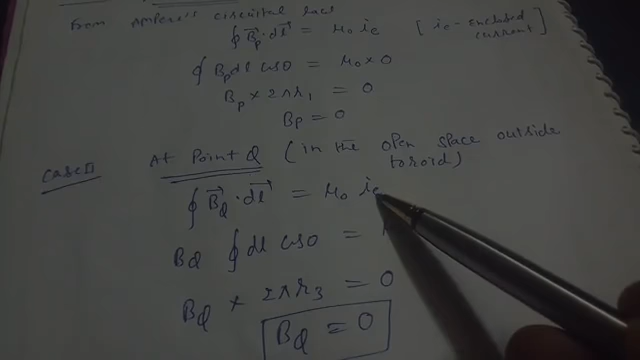 From Ampere's circuital law
∮ B⃗p · dl⃗ = μ₀ ie [ ie - enclosed current ]
∮ Bp dl cos0 = μ₀ × 0
Bp × 2πr₁ = 0
Bp = 0
Case II At Point Q (in the open space outside toroid)
∮ B⃗Q · dl⃗ = μ₀ ie
BQ ∮ dl cos0 =
BQ × 2πr₃ = 0
BQ = 0